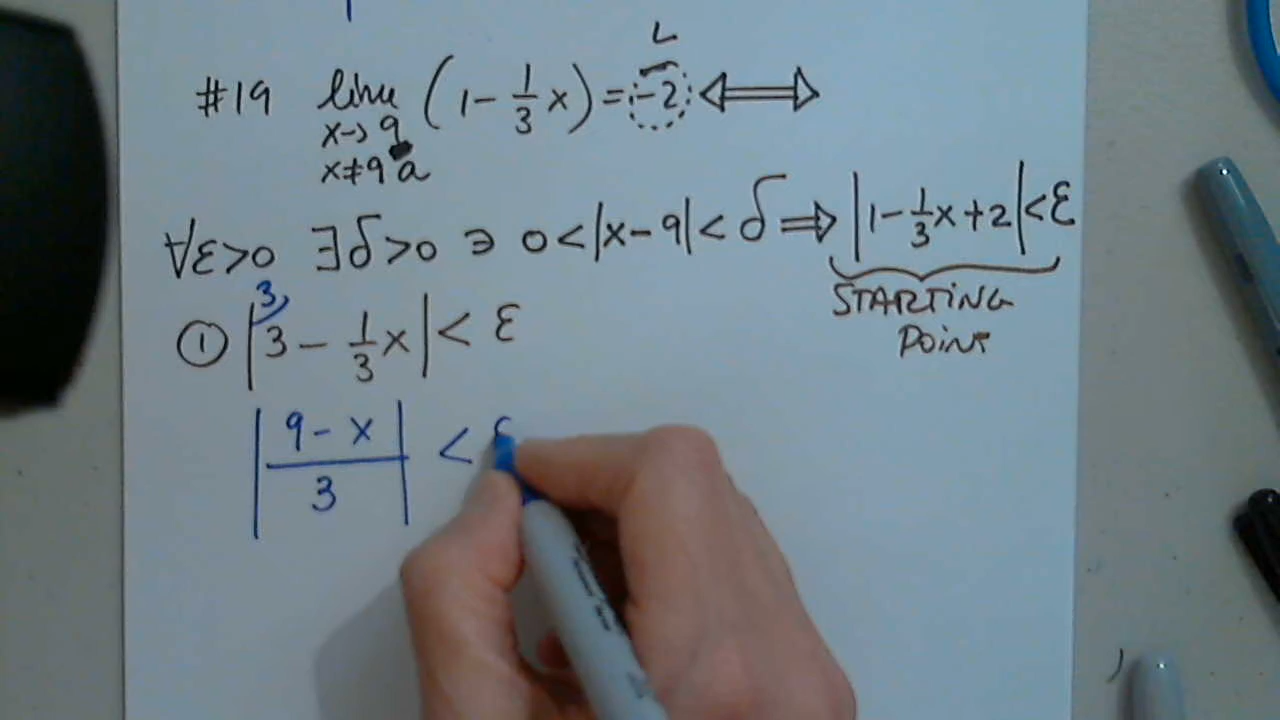 #19 lim (1 - 1/3 x) = -2 ⟺
L
x→9
x≠9 a
∀ε>0 ∃δ>0 ∋ 0<|x-9|<δ ⟹ |1-1/3x+2|<ε
STARTING
POINT
① |3 - 1/3 x| < ε
3
|(9-x)/3| <